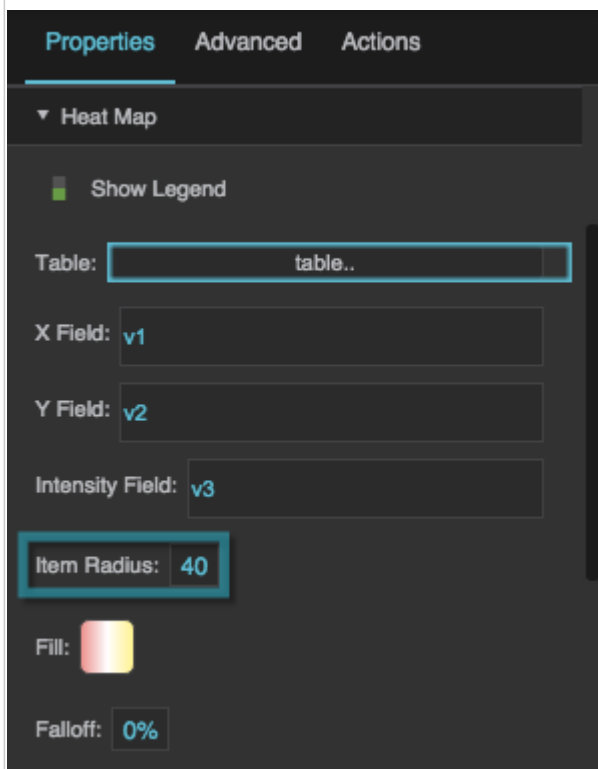 Properties Advanced Actions
Heat Map
Show Legend
Table: table..
X Field: v1
Y Field: v2
Intensity Field: v3
Item Radius: 40
Fill:
Falloff: 0%